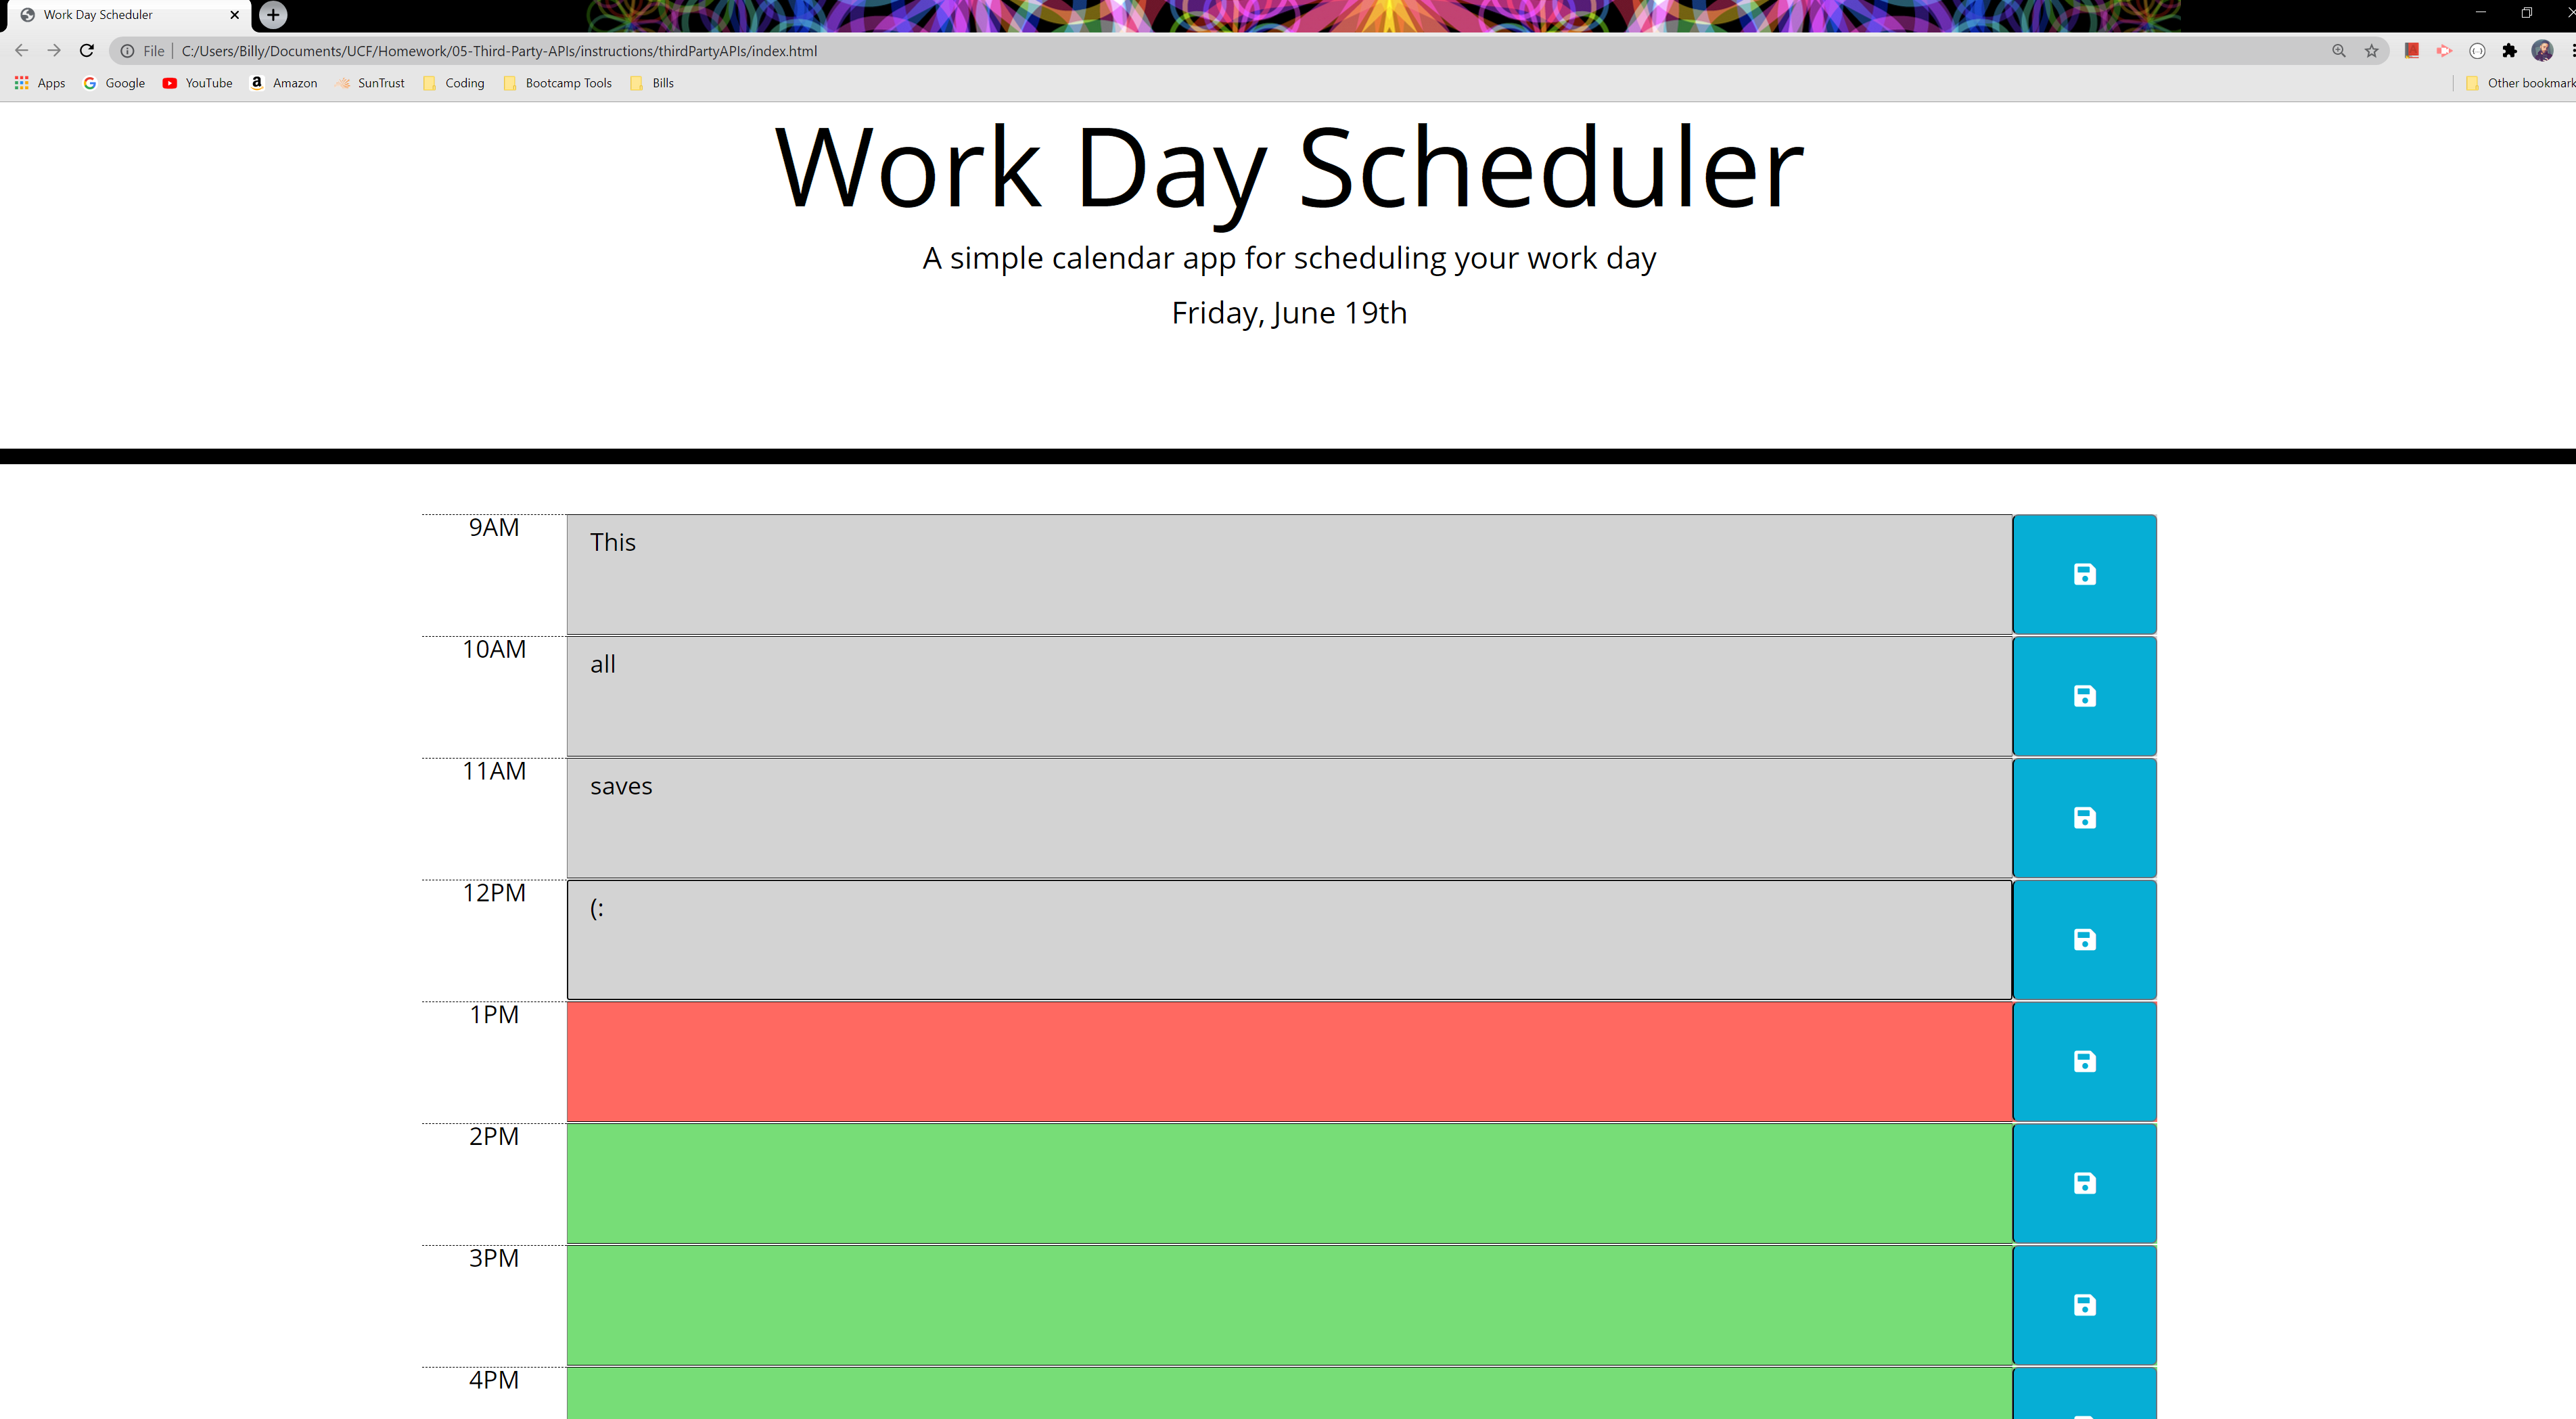 Work Day Scheduler
File C:/Users/Billy/Documents/UCF/Homework/05-Third-Party-APIs/instructions/thirdPartyAPIs/index.html
Apps Google YouTube Amazon SunTrust Coding Bootcamp Tools Bills Other bookmark
Work Day Scheduler
A simple calendar app for scheduling your work day
Friday, June 19th
9AM This
10AM all
11AM saves
12PM (:
1PM
2PM
3PM
4PM